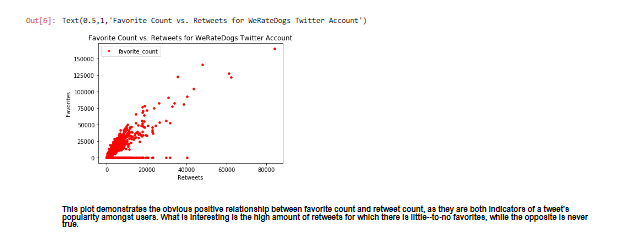 Out[6]: Text(0.5,1,'Favorite Count vs. Retweets for WeRateDogs Twitter Account')
Favorite Count vs. Retweets for WeRateDogs Twitter Account
favorite_count
150000
125000
100000
75000
50000
25000
0
Favorites
0 20000 40000 60000 80000
Retweets
This plot demonstrates the obvious positive relationship between favorite count and retweet count, as they are both indicators of a tweet's
popularity amongst users. What is interesting is the high amount of retweets for which there is little--to-no favorites, while the opposite is never
true.